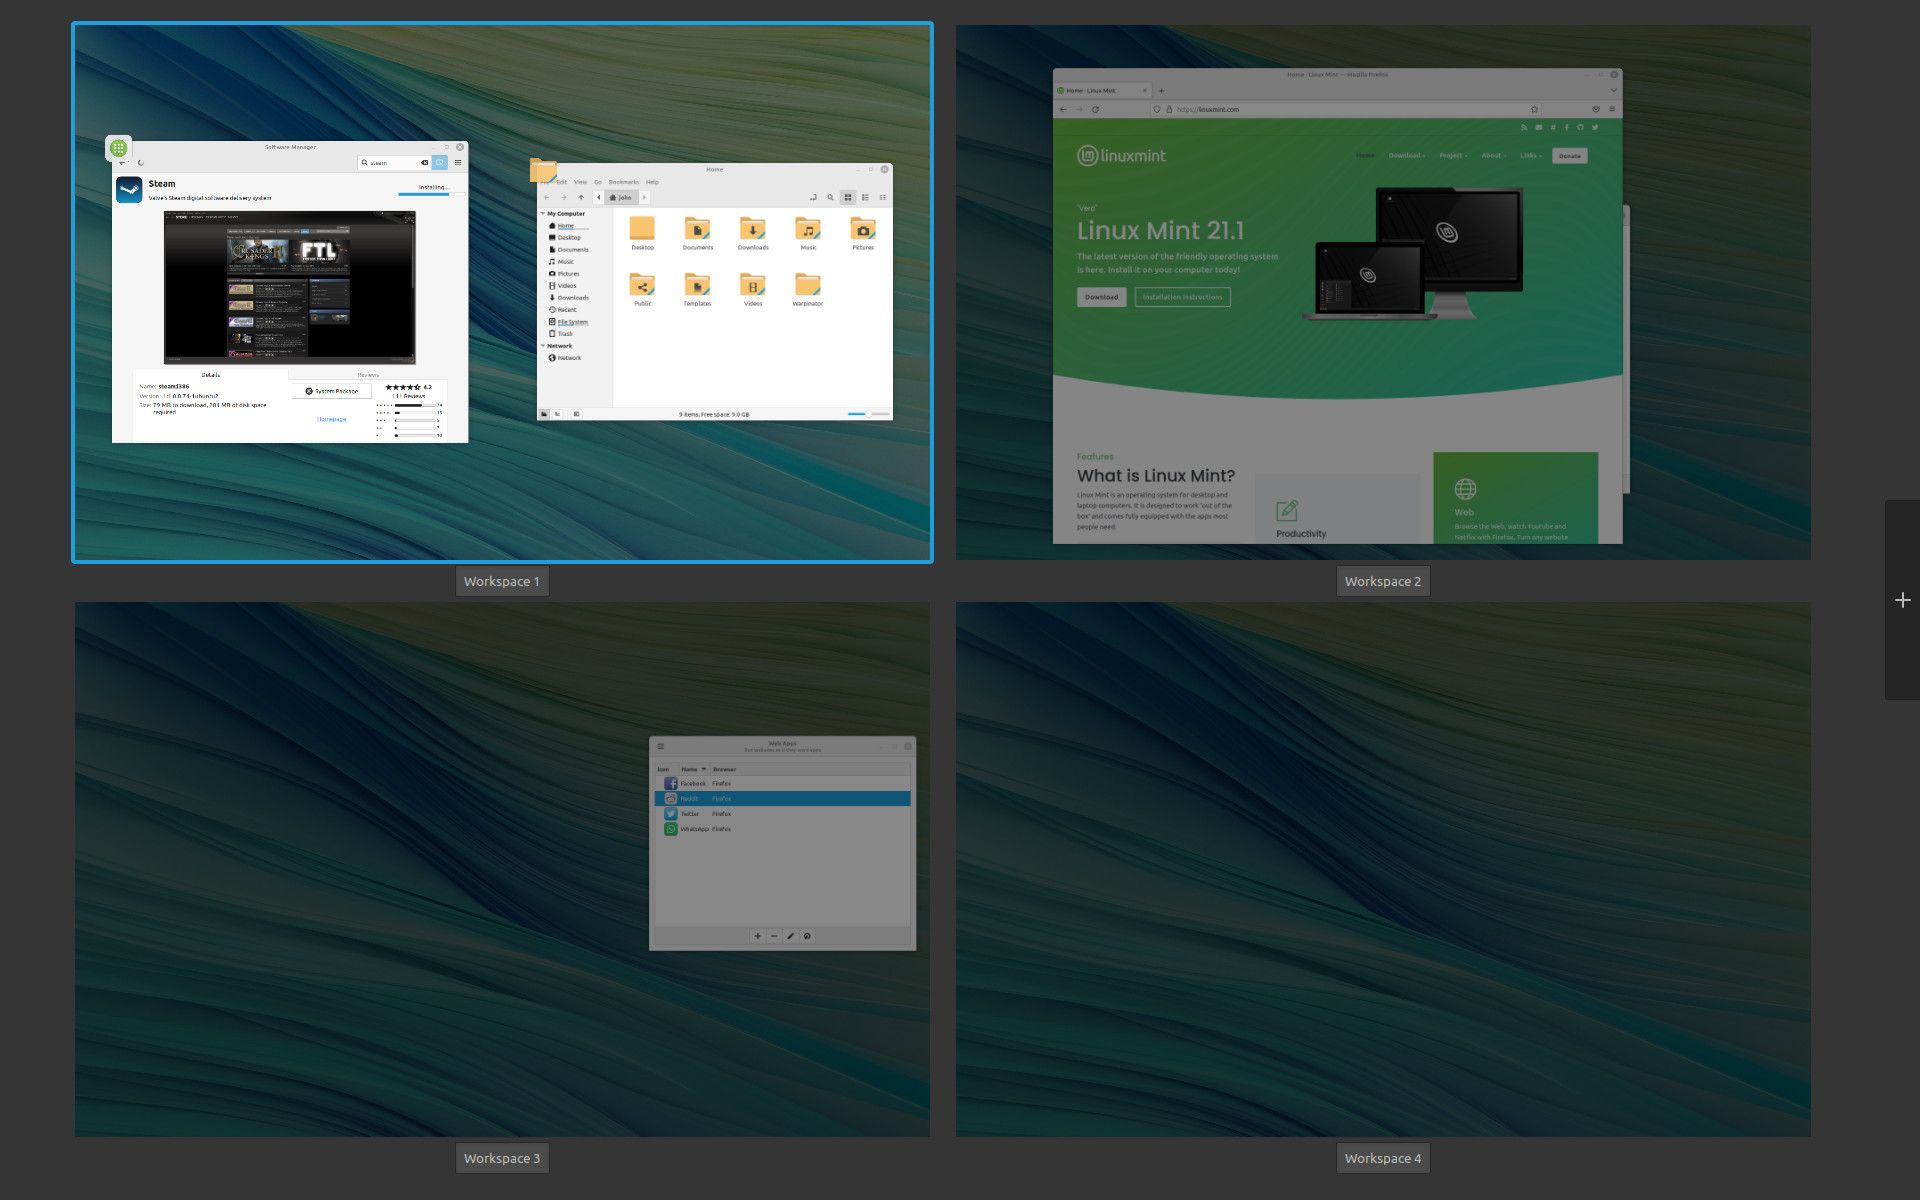 Software Manager
steam
Steam
Installing...
Valve's Steam digital software delivery system
Details
Reviews
Name: steam:i386
Version: 1:1.0.0.74-1ubuntu2
Size: 79 MB to download, 281 MB of disk space
required
System Package
Homepage
4.2
111 Reviews
Home
Edit View Go Bookmarks Help
john
My Computer
Home
Desktop
Documents
Music
Pictures
Videos
Downloads
Recent
File System
Trash
Network
Network
Desktop Documents Downloads Music Pictures
Public Templates Videos Warpinator
9 items, Free space: 9.0 GB
Workspace 1
Home - Linux Mint — Mozilla Firefox
Home - Linux Mint
https://linuxmint.com
linuxmint
Home Download Project About Links Donate
"Vera"
Linux Mint 21.1
The latest version of the friendly operating system
is here. Install it on your computer today!
Download
Installation Instructions
Features
What is Linux Mint?
Linux Mint is an operating system for desktop and
laptop computers. It is designed to work 'out of the
box' and comes fully equipped with the apps most
people need.
Productivity
Web
Browse the Web, watch Youtube and
Netflix with Firefox. Turn any website
Workspace 2
Web Apps
Run websites as if they were apps
Icon Name Browser
Facebook Firefox
Reddit Firefox
Twitter Firefox
WhatsApp Firefox
Workspace 3
Workspace 4